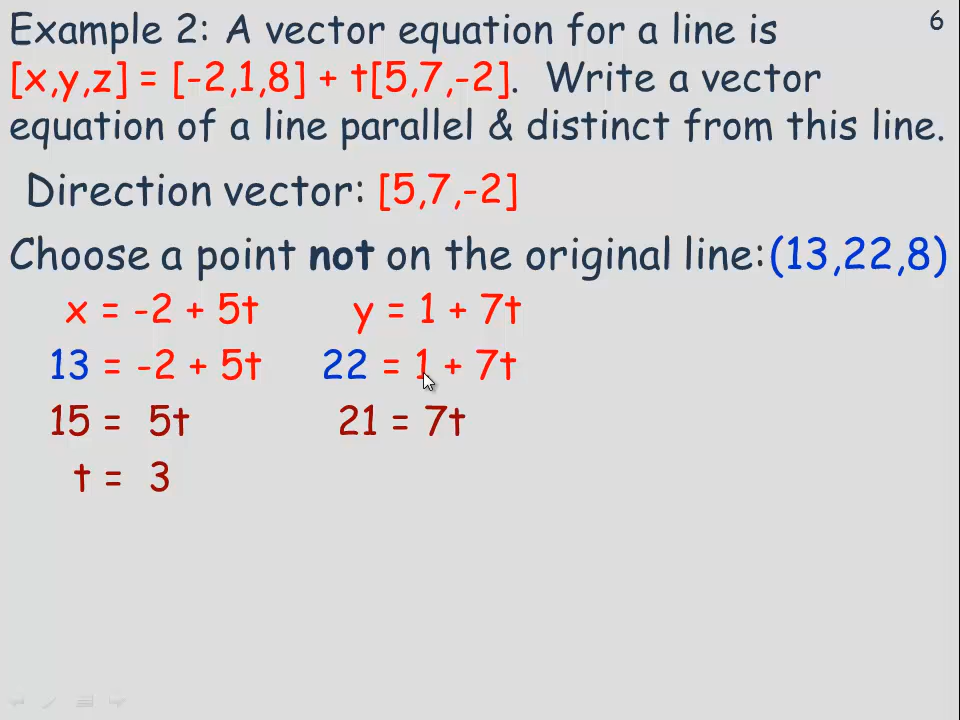 6
Example 2: A vector equation for a line is
[x,y,z] = [-2,1,8] + t[5,7,-2]. Write a vector
equation of a line parallel & distinct from this line.
Direction vector: [5,7,-2]
Choose a point not on the original line: (13,22,8)
x = -2 + 5t y = 1 + 7t
13 = -2 + 5t 22 = 1 + 7t
15 = 5t 21 = 7t
t = 3